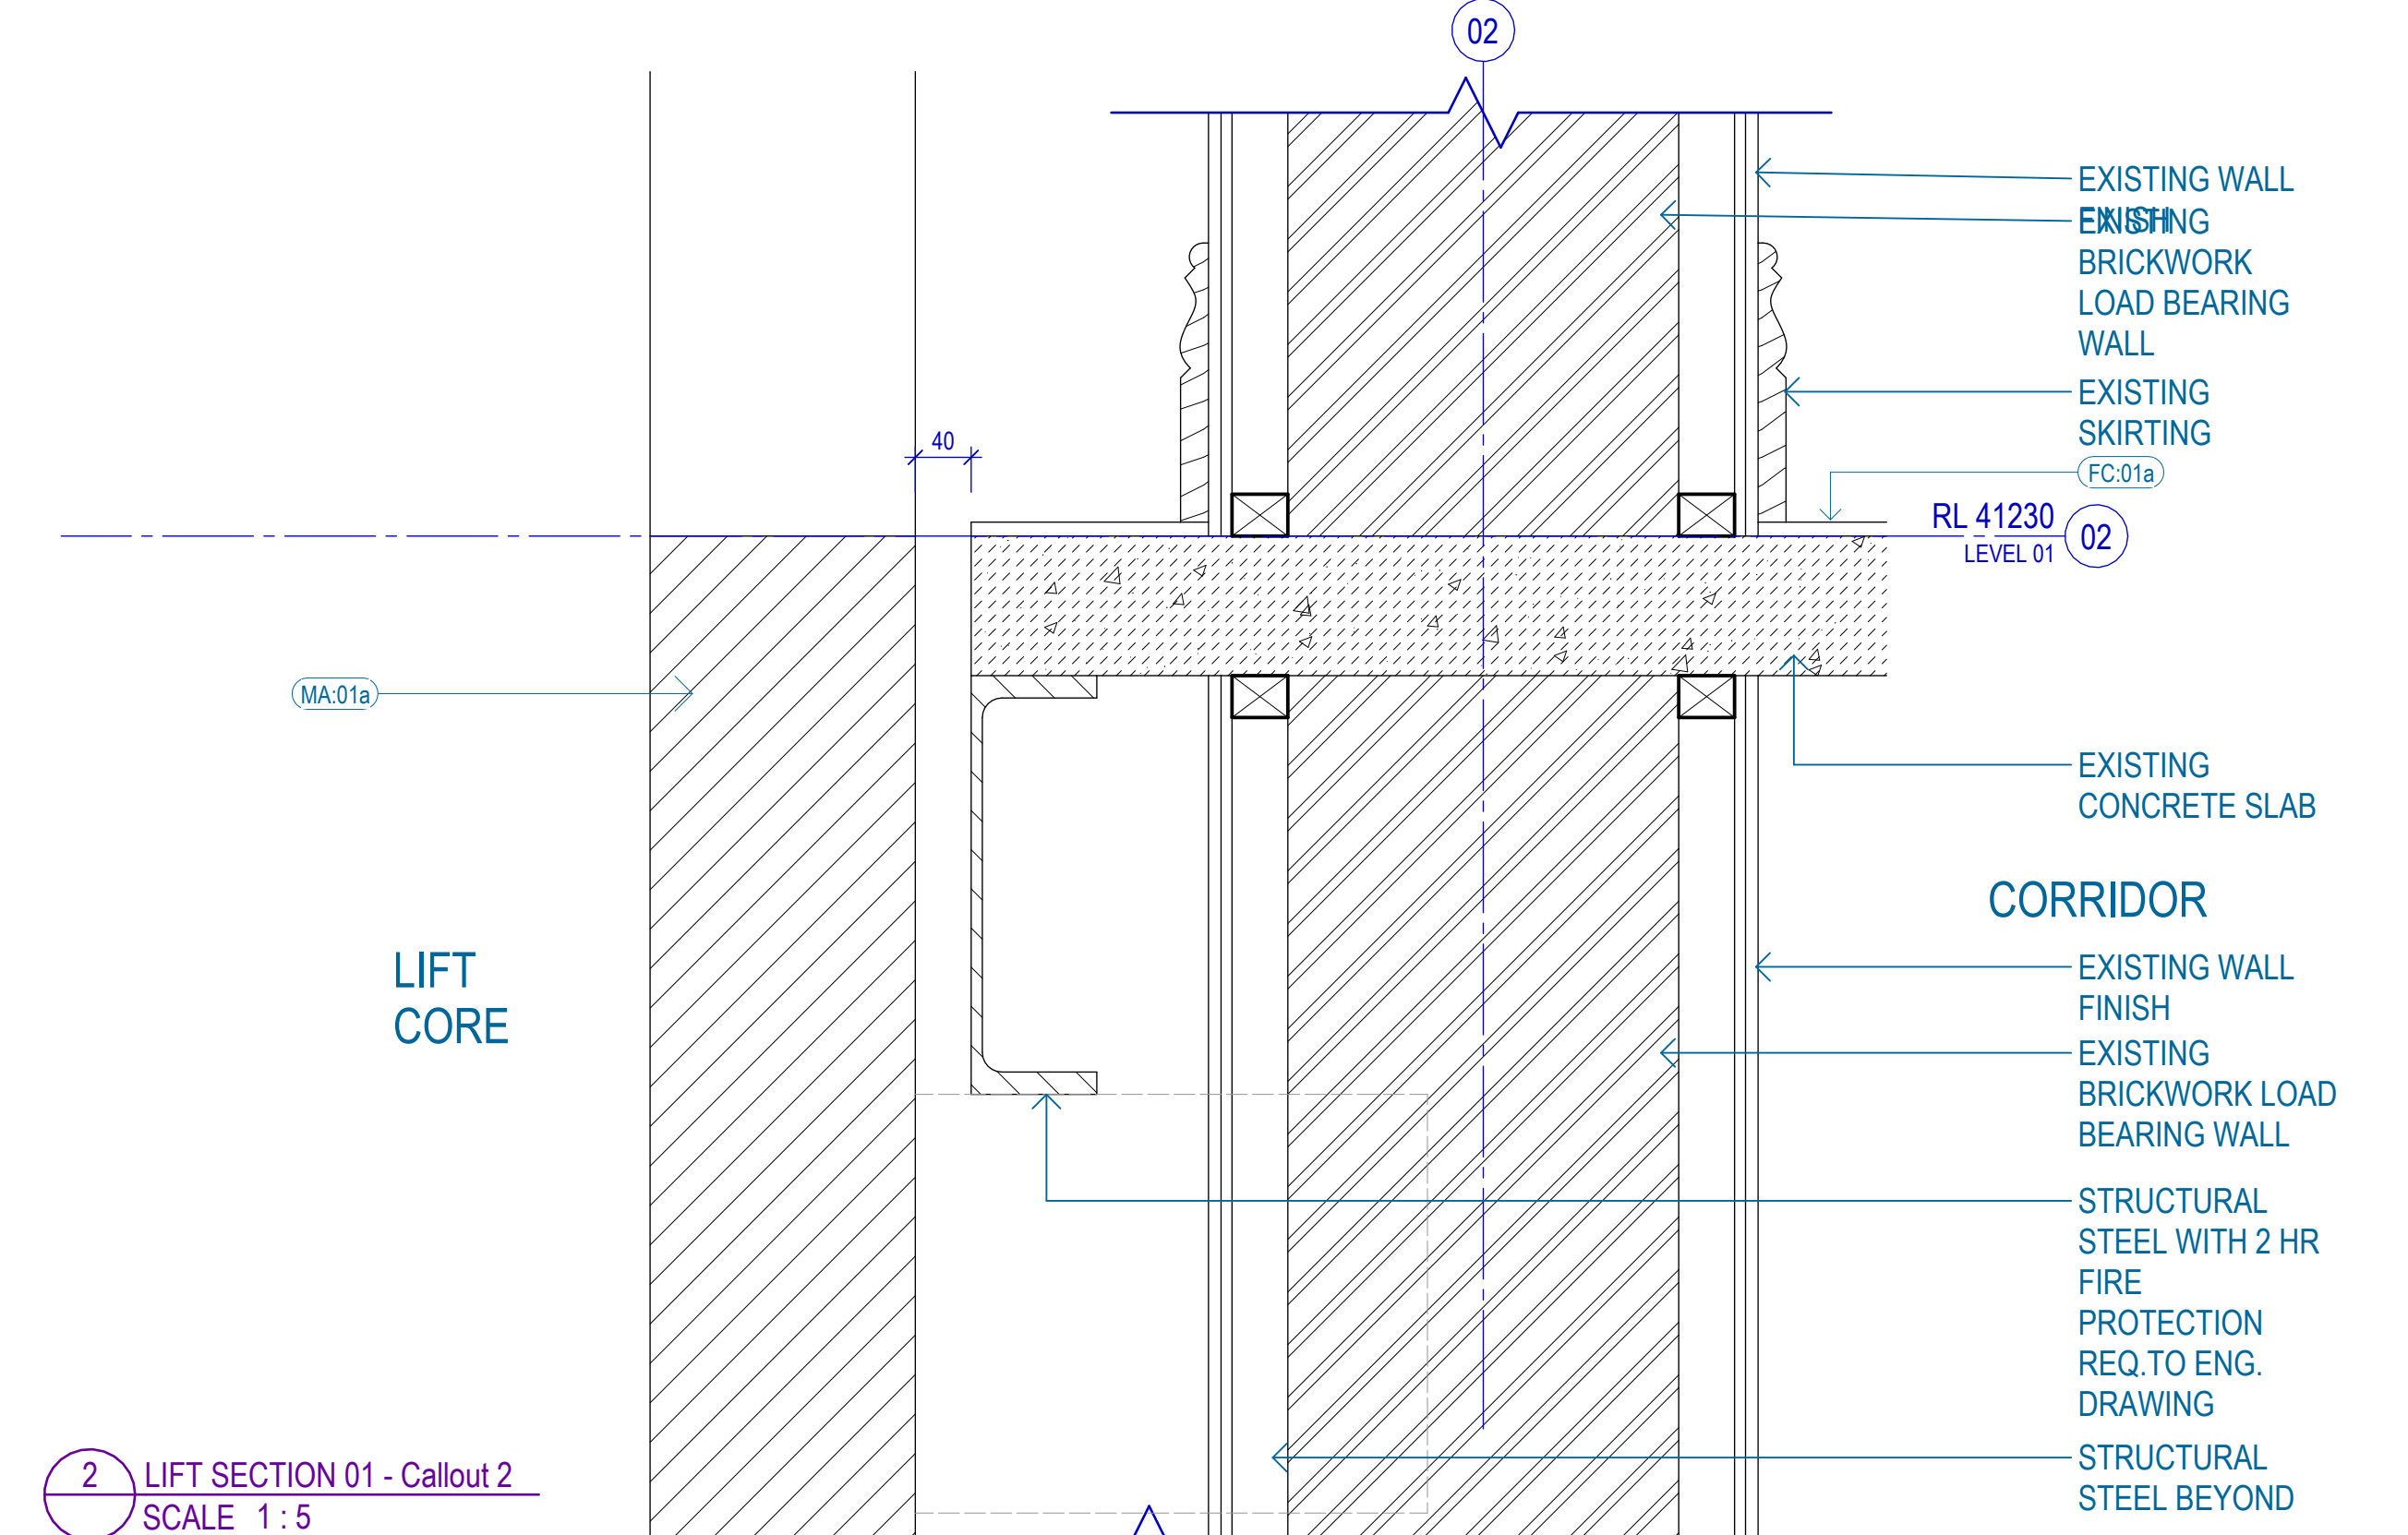 02
EXISTING WALL
FINISH
EXISTING
BRICKWORK
LOAD BEARING
WALL
EXISTING
SKIRTING
40
FC:01a
RL 41230
LEVEL 01
02
MA:01a
EXISTING
CONCRETE SLAB
CORRIDOR
LIFT
CORE
EXISTING WALL
FINISH
EXISTING
BRICKWORK LOAD
BEARING WALL
STRUCTURAL
STEEL WITH 2 HR
FIRE
PROTECTION
REQ.TO ENG.
DRAWING
STRUCTURAL
STEEL BEYOND
2
LIFT SECTION 01 - Callout 2
SCALE 1 : 5